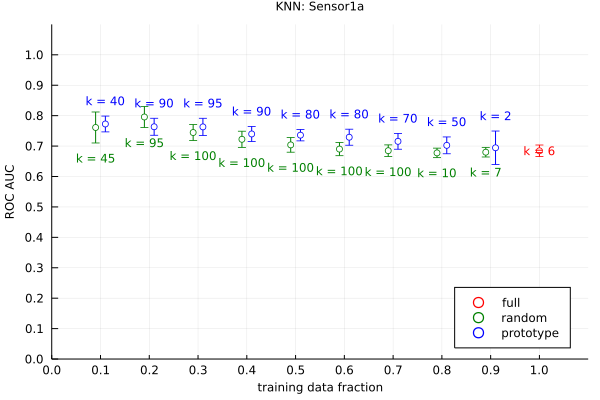 KNN: Sensor1a
ROC AUC
1.0
0.9
0.8
0.7
0.6
0.5
0.4
0.3
0.2
0.1
0.0
k = 40
k = 90
k = 95
k = 90
k = 80
k = 80
k = 70
k = 50
k = 2
k = 45
k = 95
k = 100
k = 100
k = 100
k = 100
k = 100
k = 10
k = 7
k = 6
full
random
prototype
0.0 0.1 0.2 0.3 0.4 0.5 0.6 0.7 0.8 0.9 1.0
training data fraction